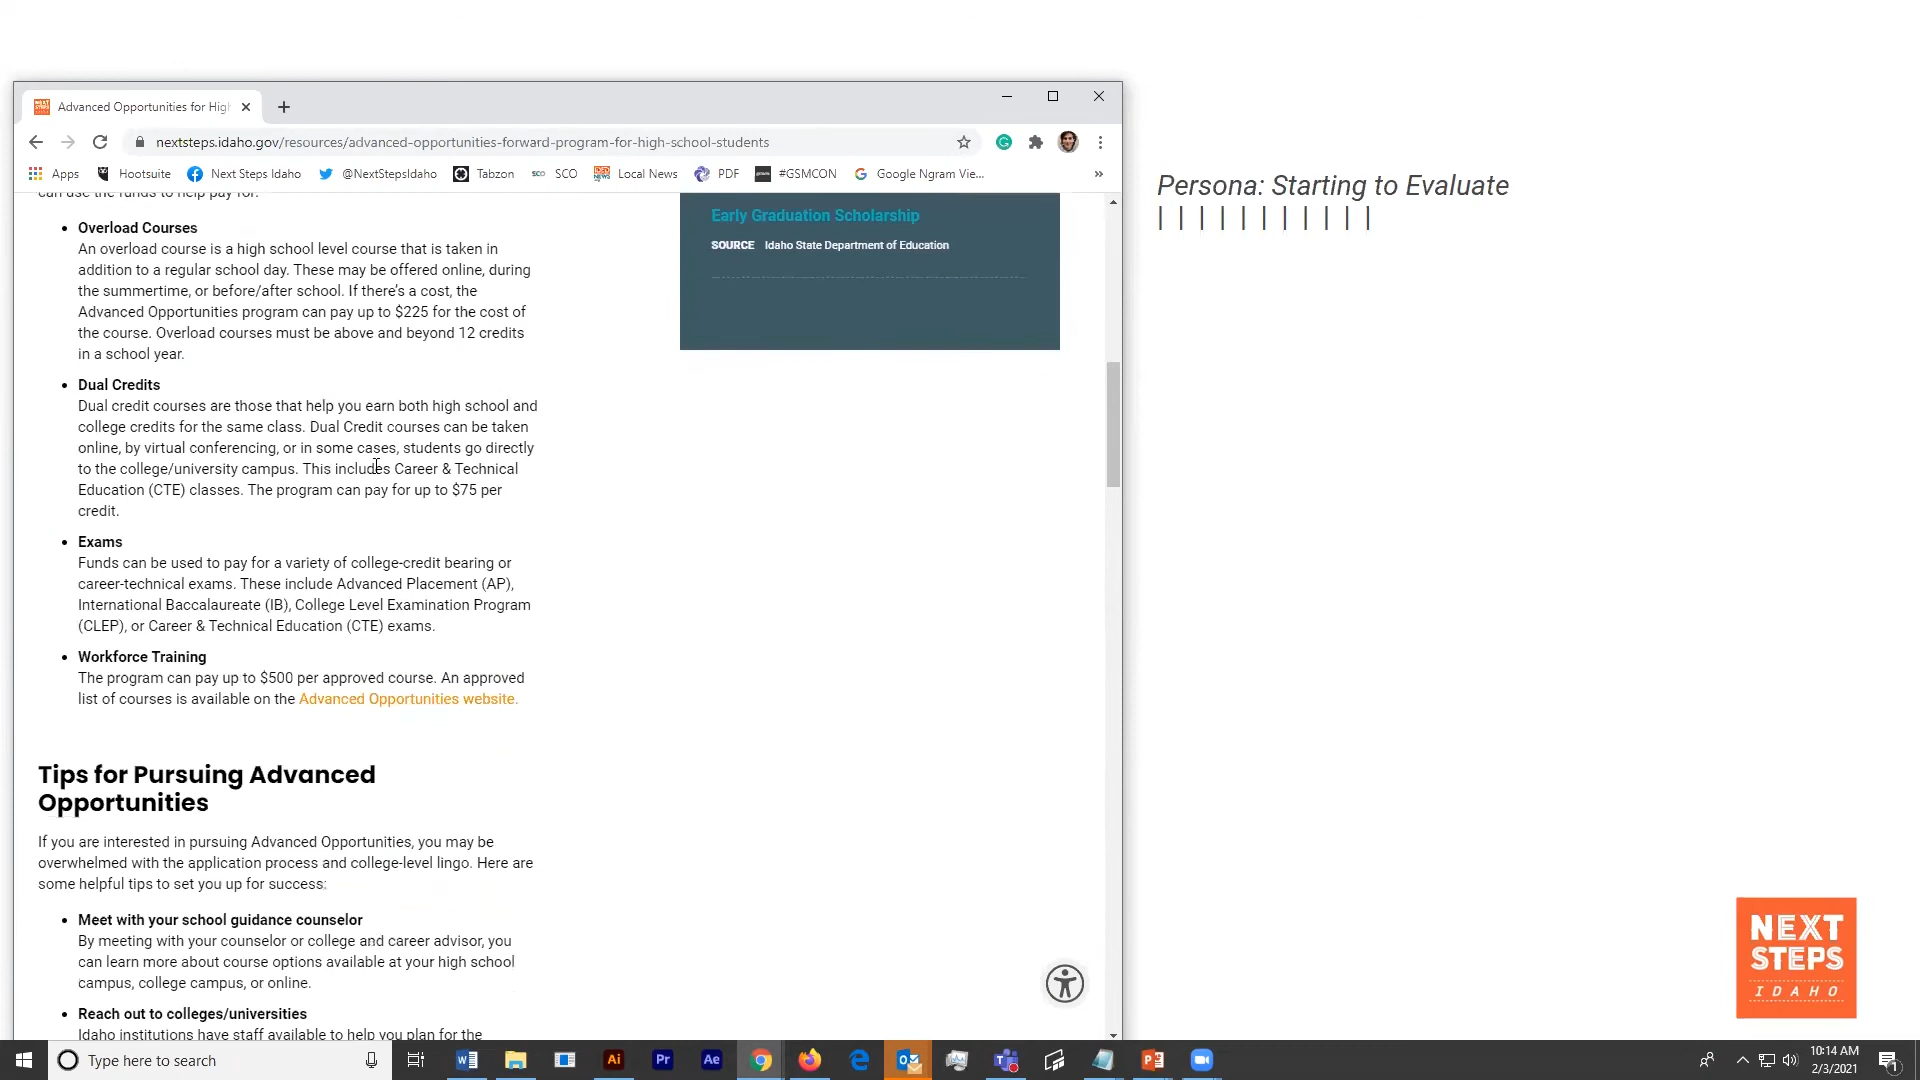 Advanced Opportunities for High
nextsteps.idaho.gov/resources/advanced-opportunities-forward-program-for-high-school-students
Apps Hootsuite Next Steps Idaho @NextStepsIdaho Tabzon SCO SCO Local News PDF #GSMCON Google Ngram Vie... »
can use the funds to help pay for:
• Overload Courses
An overload course is a high school level course that is taken in
addition to a regular school day. These may be offered online, during
the summertime, or before/after school. If there's a cost, the
Advanced Opportunities program can pay up to $225 for the cost of
the course. Overload courses must be above and beyond 12 credits
in a school year.
• Dual Credits
Dual credit courses are those that help you earn both high school and
college credits for the same class. Dual Credit courses can be taken
online, by virtual conferencing, or in some cases, students go directly
to the college/university campus. This includes Career & Technical
Education (CTE) classes. The program can pay for up to $75 per
credit.
• Exams
Funds can be used to pay for a variety of college-credit bearing or
career-technical exams. These include Advanced Placement (AP),
International Baccalaureate (IB), College Level Examination Program
(CLEP), or Career & Technical Education (CTE) exams.
• Workforce Training
The program can pay up to $500 per approved course. An approved
list of courses is available on the Advanced Opportunities website.
Tips for Pursuing Advanced
Opportunities
If you are interested in pursuing Advanced Opportunities, you may be
overwhelmed with the application process and college-level lingo. Here are
some helpful tips to set you up for success:
• Meet with your school guidance counselor
By meeting with your counselor or college and career advisor, you
can learn more about course options available at your high school
campus, college campus, or online.
• Reach out to colleges/universities
Idaho institutions have staff available to help you plan for the
Early Graduation Scholarship
SOURCE Idaho State Department of Education
Persona: Starting to Evaluate
| | | | | | | | | | |
NEXT
STEPS
IDAHO
Type here to search
Ai Pr Ae
10:14 AM
2/3/2021
1